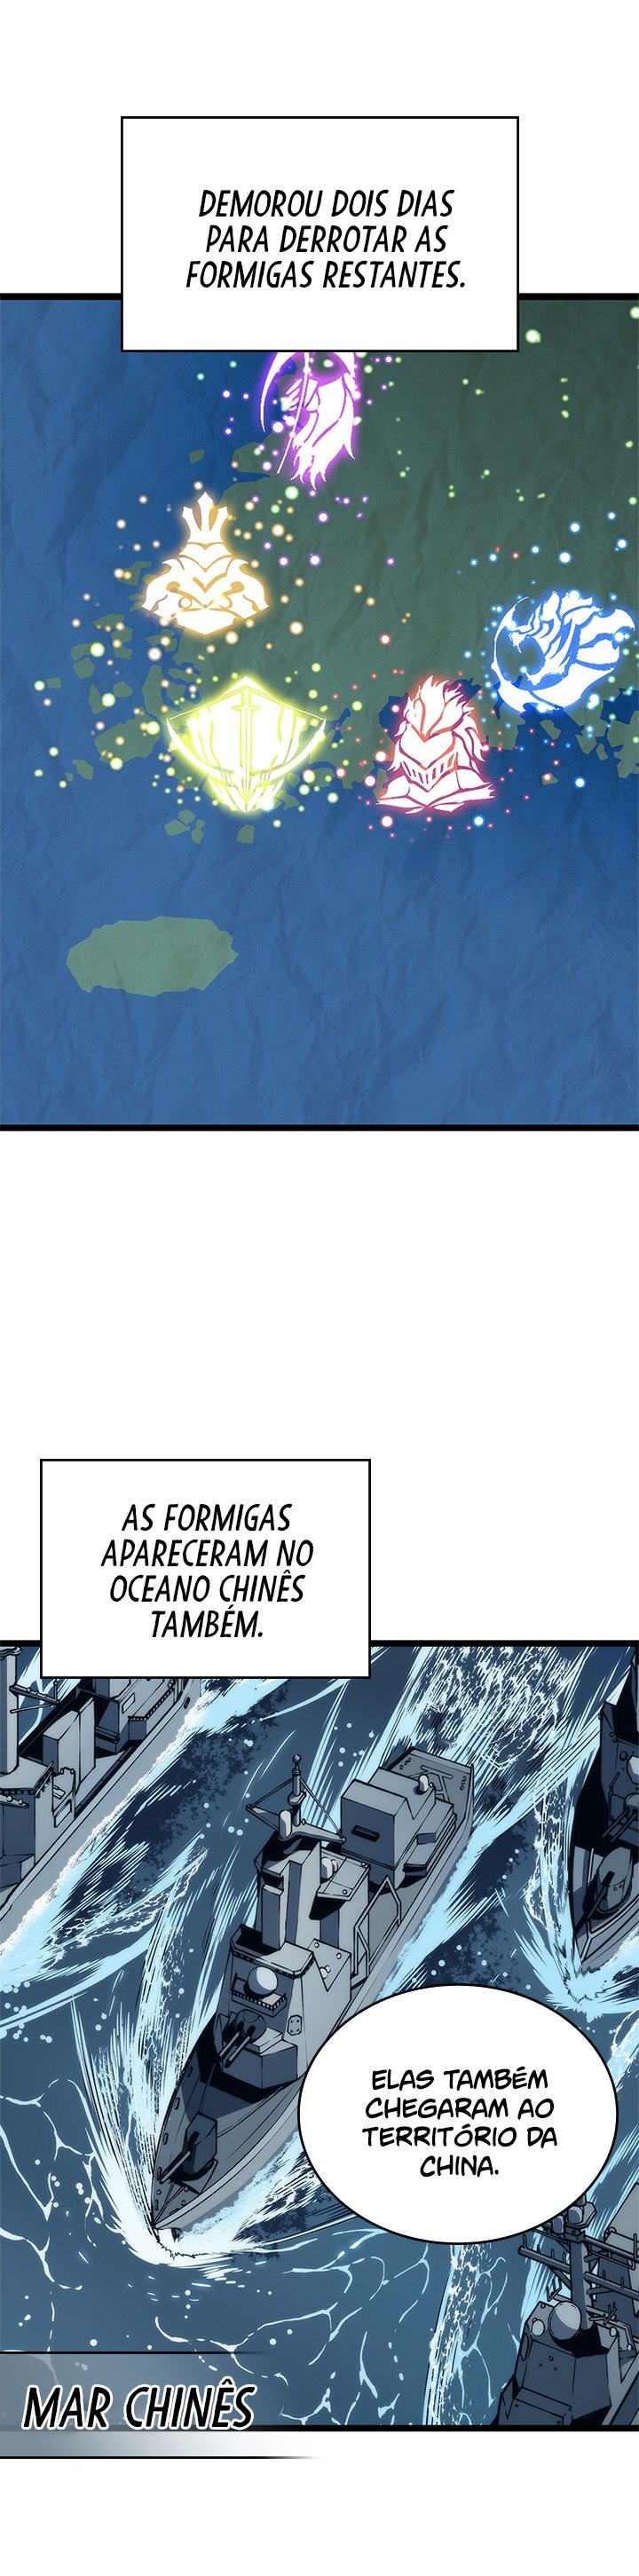 DEMOROU DOIS DIAS
PARA DERROTAR AS
FORMIGAS RESTANTES.
AS FORMIGAS
APARECERAM NO
OCEANO CHINÊS
TAMBÉM.
ELAS TAMBÉM
CHEGARAM AO
TERRITÓRIO DA
CHINA.
MAR CHINÊS